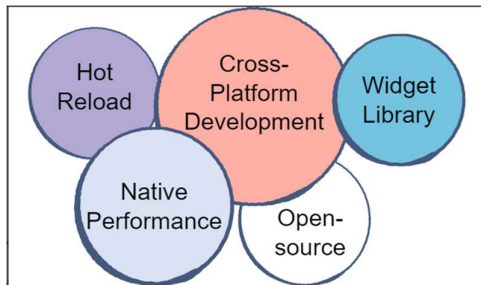 Hot
Reload
Cross-
Platform
Development
Widget
Library
Native
Performance
Open-
source